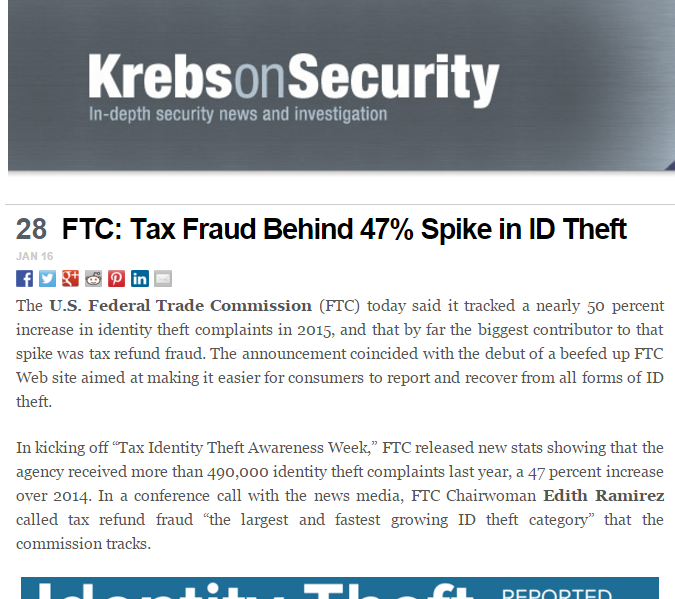 KrebsonSecurity
In-depth security news and investigation
28 FTC: Tax Fraud Behind 47% Spike in ID Theft
JAN 16
The U.S. Federal Trade Commission (FTC) today said it tracked a nearly 50 percent
increase in identity theft complaints in 2015, and that by far the biggest contributor to that
spike was tax refund fraud. The announcement coincided with the debut of a beefed up FTC
Web site aimed at making it easier for consumers to report and recover from all forms of ID
theft.
In kicking off “Tax Identity Theft Awareness Week,” FTC released new stats showing that the
agency received more than 490,000 identity theft complaints last year, a 47 percent increase
over 2014. In a conference call with the news media, FTC Chairwoman Edith Ramirez
called tax refund fraud “the largest and fastest growing ID theft category” that the
commission tracks.
Identity Theft REPORTED